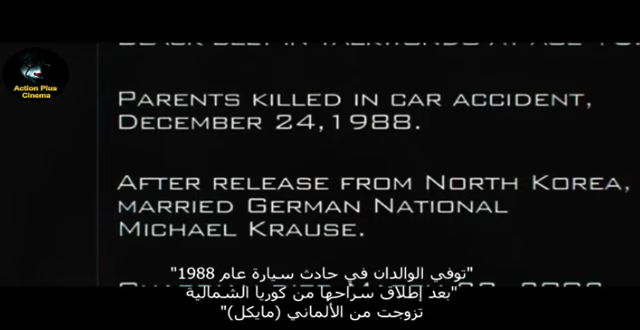 Action Plus
Cinema
PARENTS KILLED IN CAR ACCIDENT,
DECEMBER 24,1988.
AFTER RELEASE FROM NORTH KOREA,
MARRIED GERMAN NATIONAL
MICHAEL KRAUSE.
"توفي الوالدان في حادث سيارة عام 1988"
"بعد إطلاق سراحها من كوريا الشمالية
تزوجت من الألماني (مايكل)"